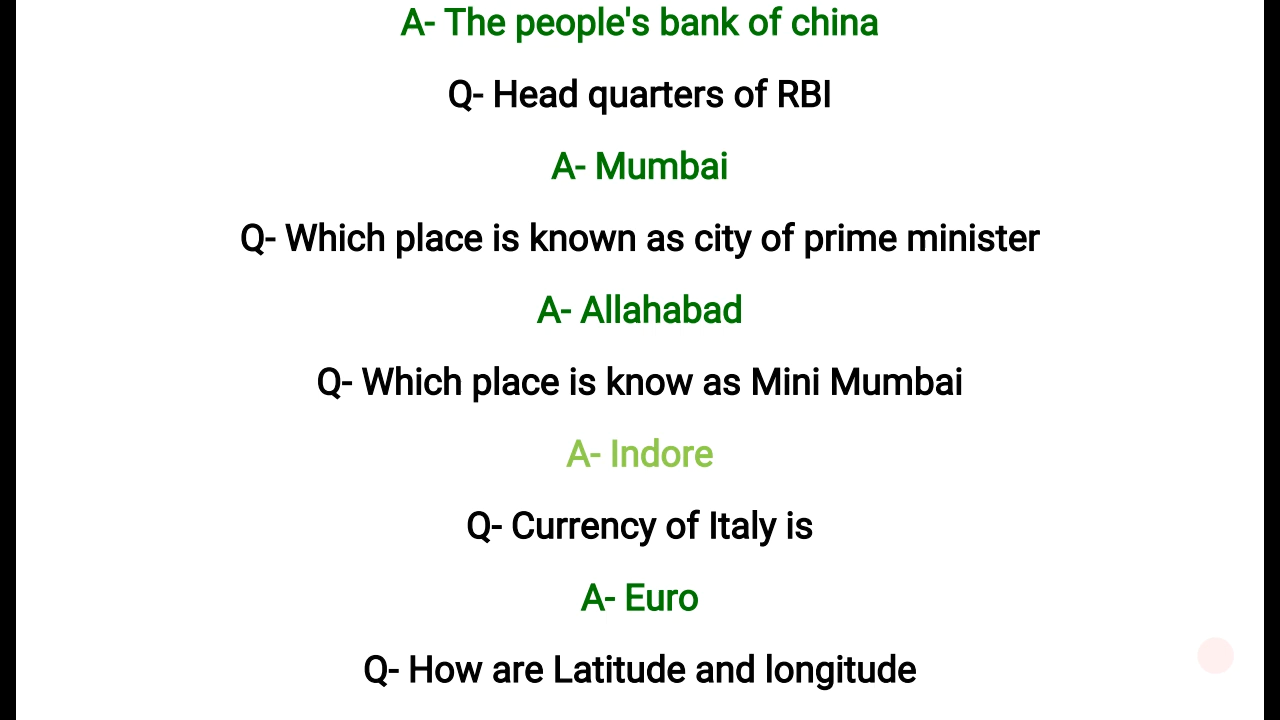 A- The people's bank of china
Q- Head quarters of RBI
A- Mumbai
Q- Which place is known as city of prime minister
A- Allahabad
Q- Which place is know as Mini Mumbai
A- Indore
Q- Currency of Italy is
A- Euro
Q- How are Latitude and longitude